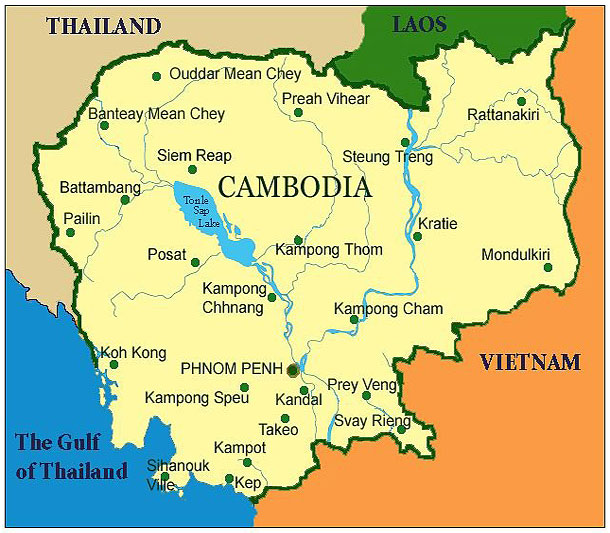 THAILAND
LAOS
Ouddar Mean Chey
Preah Vihear
Banteay Mean Chey
Rattanakiri
Siem Reap
Steung Treng
Battambang
CAMBODIA
Tonle
Sap
Lake
Pailin
Kratie
Posat
Kampong Thom
Mondulkiri
Kampong
Chhnang
Kampong Cham
Koh Kong
PHNOM PENH
VIETNAM
Prey Veng
Kampong Speu
Kandal
Takeo
Svay Rieng
The Gulf
of Thailand
Kampot
Sihanouk
Ville
Kep